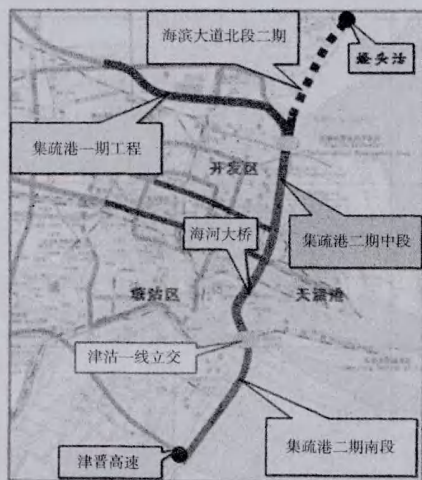 海滨大道北段二期
蛏头沽
集疏港一期工程
开发区
海河大桥
集疏港二期中段
塘沽区
天津港
津沽一线立交
集疏港二期南段
津晋高速